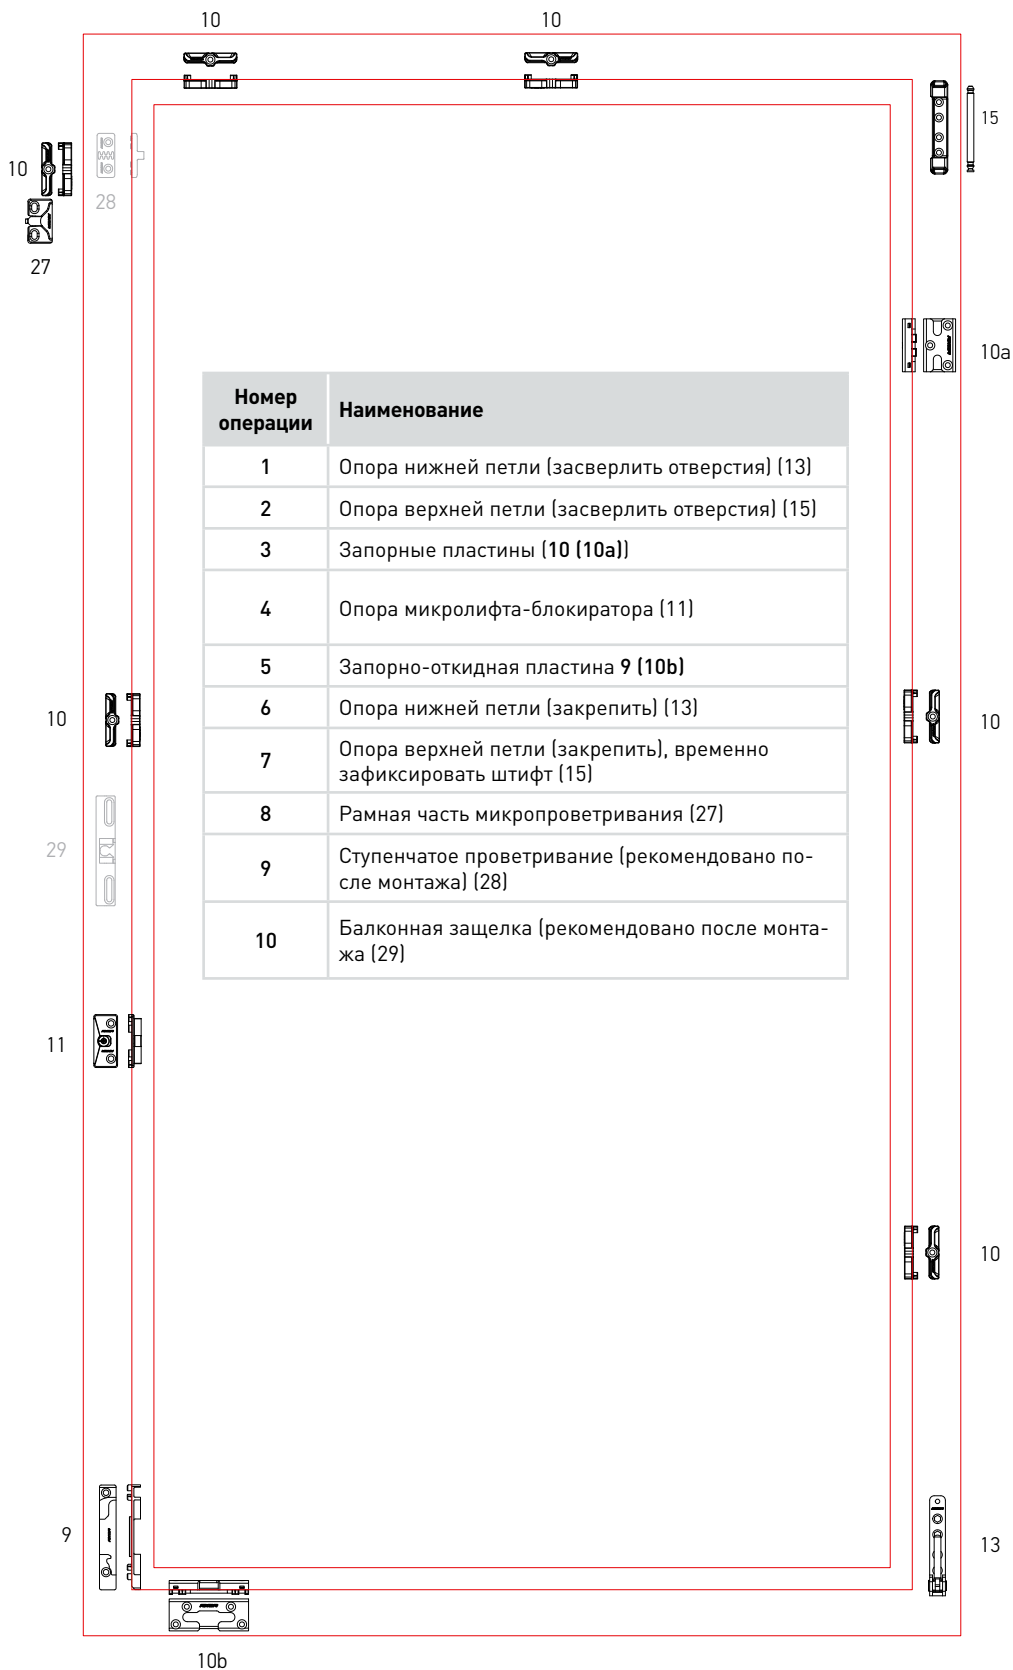 10
10
15
10
28
27
10a
Номер
операции
Наименование
1
Опора нижней петли (засверлить отверстия) (13)
2
Опора верхней петли (засверлить отверстия) (15)
3
Запорные пластины (10 (10a))
4
Опора микролифта-блокиратора (11)
5
Запорно-откидная пластина 9 (10b)
6
Опора нижней петли (закрепить) (13)
7
Опора верхней петли (закрепить), временно
зафиксировать штифт (15)
8
Рамная часть микропроветривания (27)
9
Ступенчатое проветривание (рекомендовано по-
сле монтажа) (28)
10
Балконная защелка (рекомендовано после монта-
жа (29)
10
10
29
11
10
9
13
10b